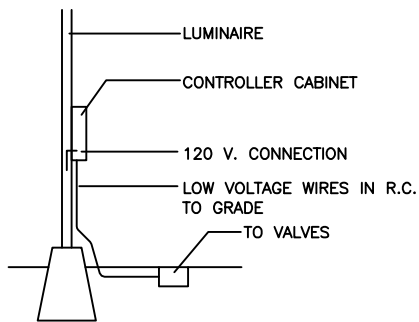 LUMINAIRE
CONTROLLER CABINET
120 V. CONNECTION
LOW VOLTAGE WIRES IN R.C.
TO GRADE
TO VALVES